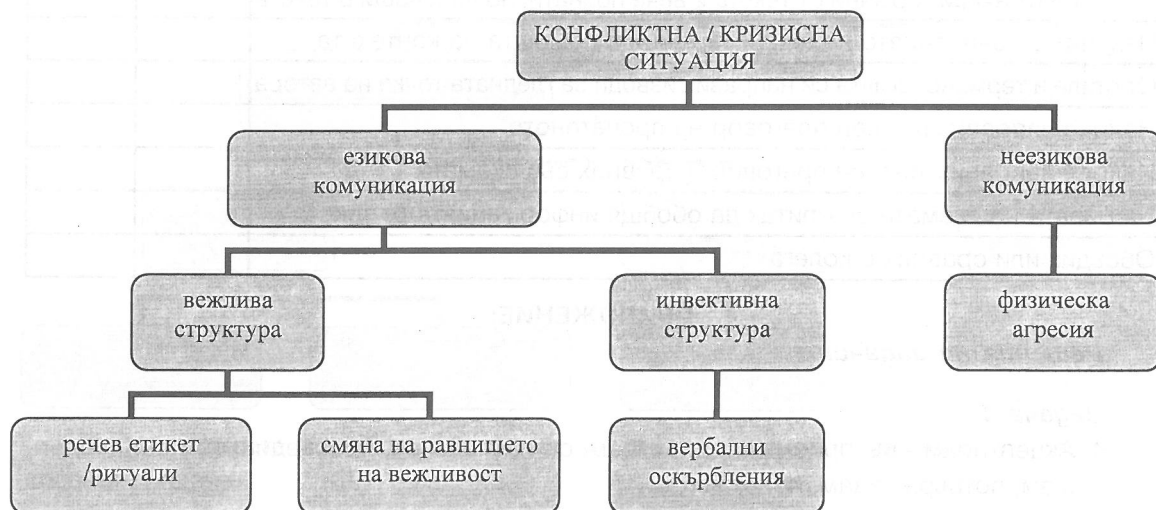 КОНФЛИКТНА / КРИЗИСНА
СИТУАЦИЯ
езикова
комуникация
неезикова
комуникация
вежлива
структура
инвективна
структура
физическа
агресия
речев етикет
/ритуали
смяна на равнището
на вежливост
вербални
оскърбления